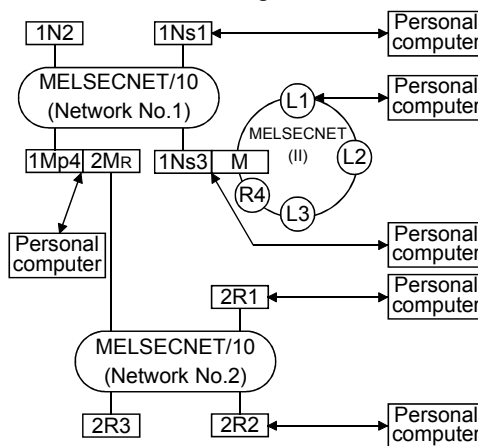 1N2
1Ns1
Personal
computer
MELSECNET/10
(Network No.1)
L1
Personal
computer
MELSECNET
(II)
L2
1Mp4
2MR
1Ns3
M
R4
L3
Personal
computer
Personal
computer
2R1
Personal
computer
MELSECNET/10
(Network No.2)
2R3
2R2
Personal
computer